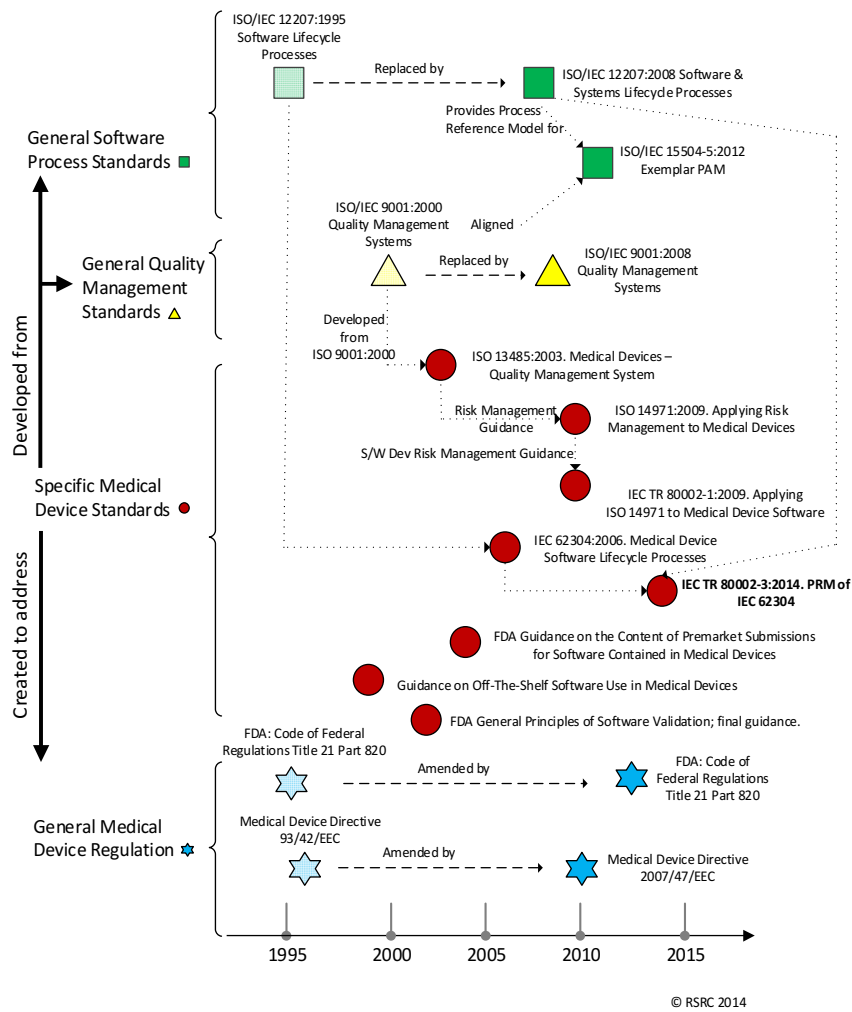 ISO/IEC 12207:1995
Software Lifecycle
Processes
Replaced by
ISO/IEC 12207:2008 Software &
Systems Lifecycle Processes
Provides Process
Reference Model for
General Software
Process Standards
ISO/IEC 15504-5:2012
Exemplar PAM
ISO/IEC 9001:2000
Quality Management
Systems
Aligned
General Quality
Management
Standards
Replaced by
ISO/IEC 9001:2008
Quality Management
Systems
Developed
from
ISO 9001:2000
Developed from
ISO 13485:2003. Medical Devices –
Quality Management System
Risk Management
Guidance
ISO 14971:2009. Applying Risk
Management to Medical Devices
S/W Dev Risk Management Guidance
Specific Medical
Device Standards
IEC TR 80002-1:2009. Applying
ISO 14971 to Medical Device Software
IEC 62304:2006. Medical Device
Software Lifecycle Processes
IEC TR 80002-3:2014. PRM of
IEC 62304
Created to address
FDA Guidance on the Content of Premarket Submissions
for Software Contained in Medical Devices
Guidance on Off-The-Shelf Software Use in Medical Devices
FDA General Principles of Software Validation; final guidance.
FDA: Code of Federal
Regulations Title 21 Part 820
Amended by
FDA: Code of
Federal Regulations
Title 21 Part 820
General Medical
Device Regulation
Medical Device Directive
93/42/EEC
Amended by
Medical Device Directive
2007/47/EEC
1995
2000
2005
2010
2015
© RSRC 2014